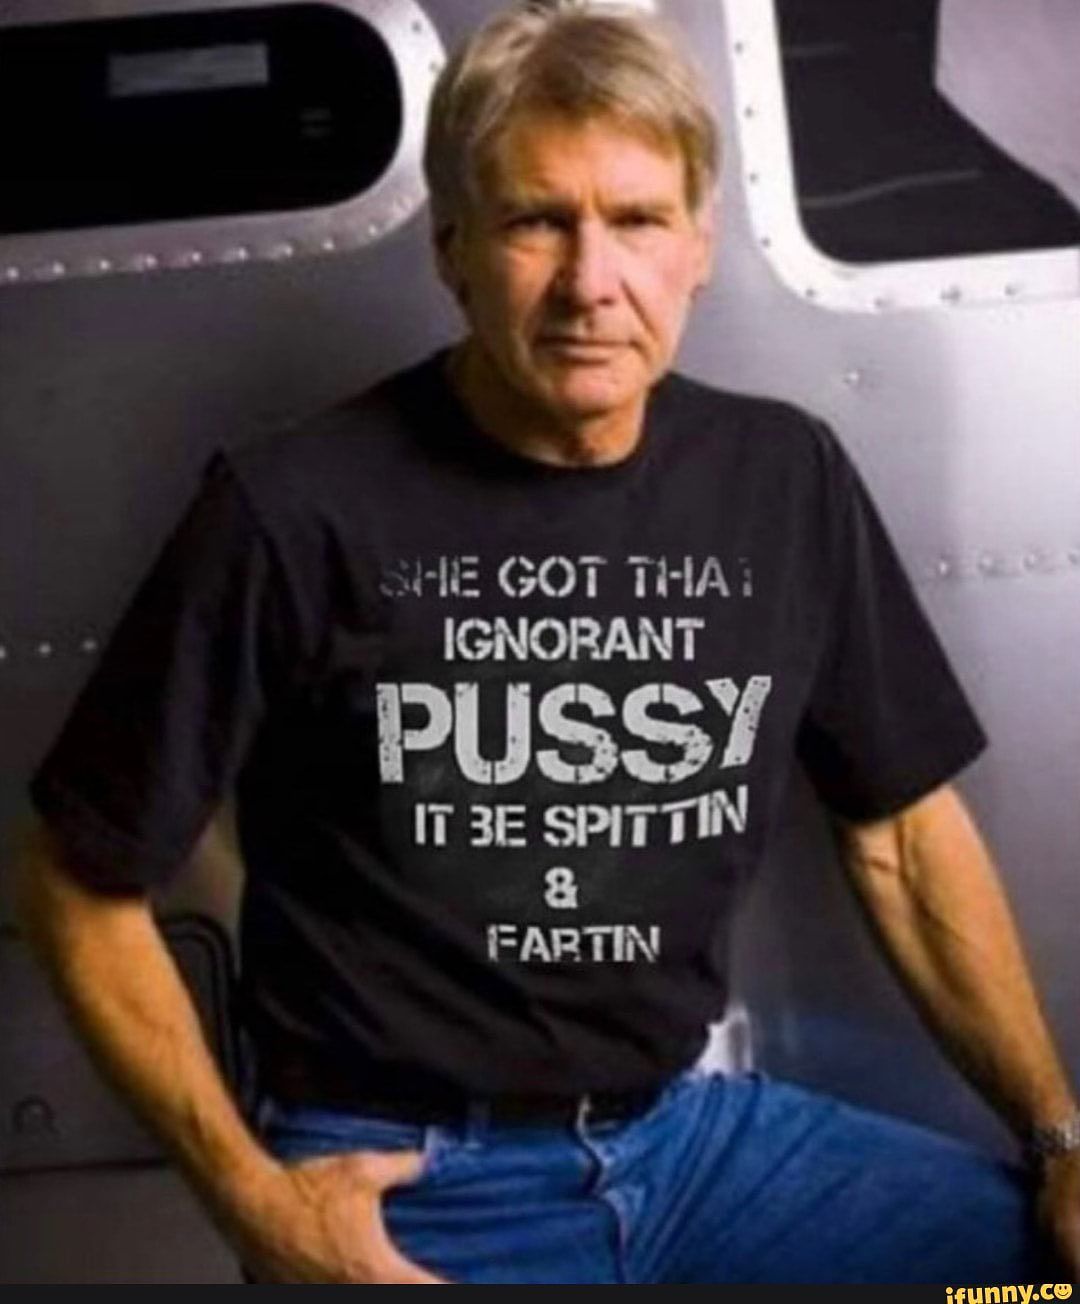 SHE GOT THAT
IGNORANT
PUSSY
IT BE SPITTIN
&
FARTIN
ifunny.co